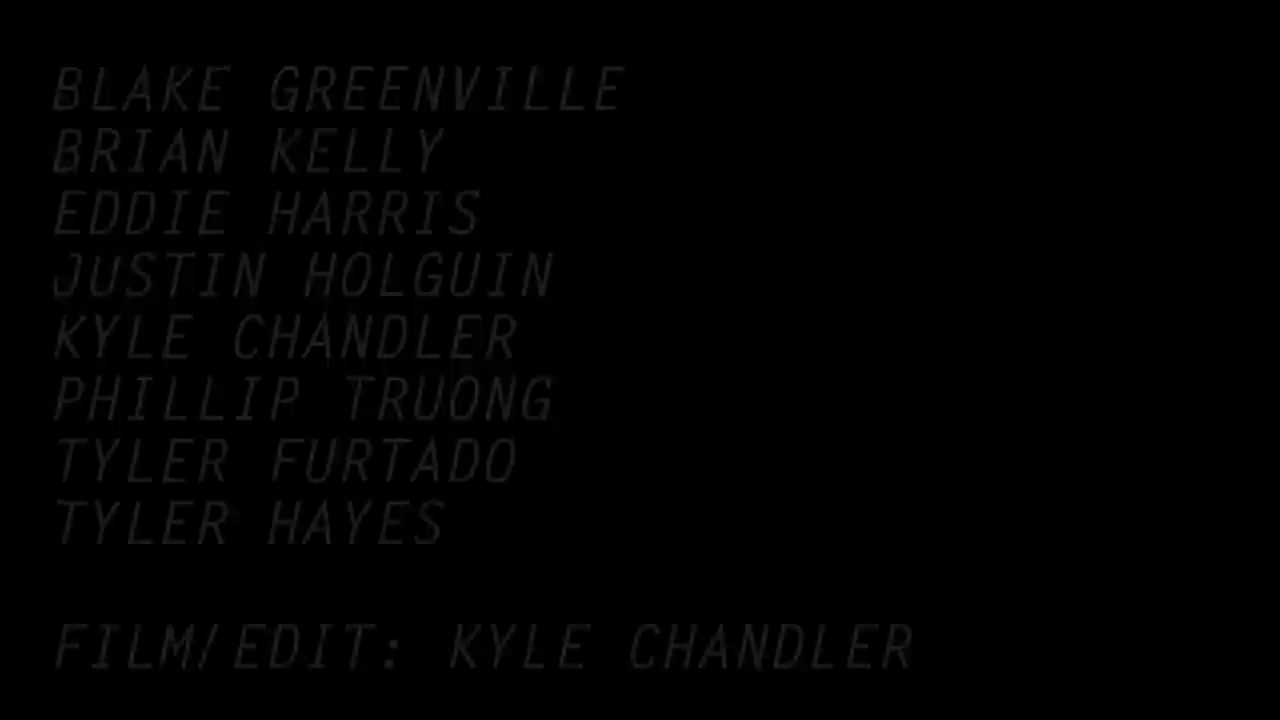 BLAKE GREENVILLE
BRIAN KELLY
EDDIE HARRIS
JUSTIN HOLGUIN
KYLE CHANDLER
PHILLIP TRUONG
TYLER FURTADO
TYLER HAYES
FILM/EDIT: KYLE CHANDLER